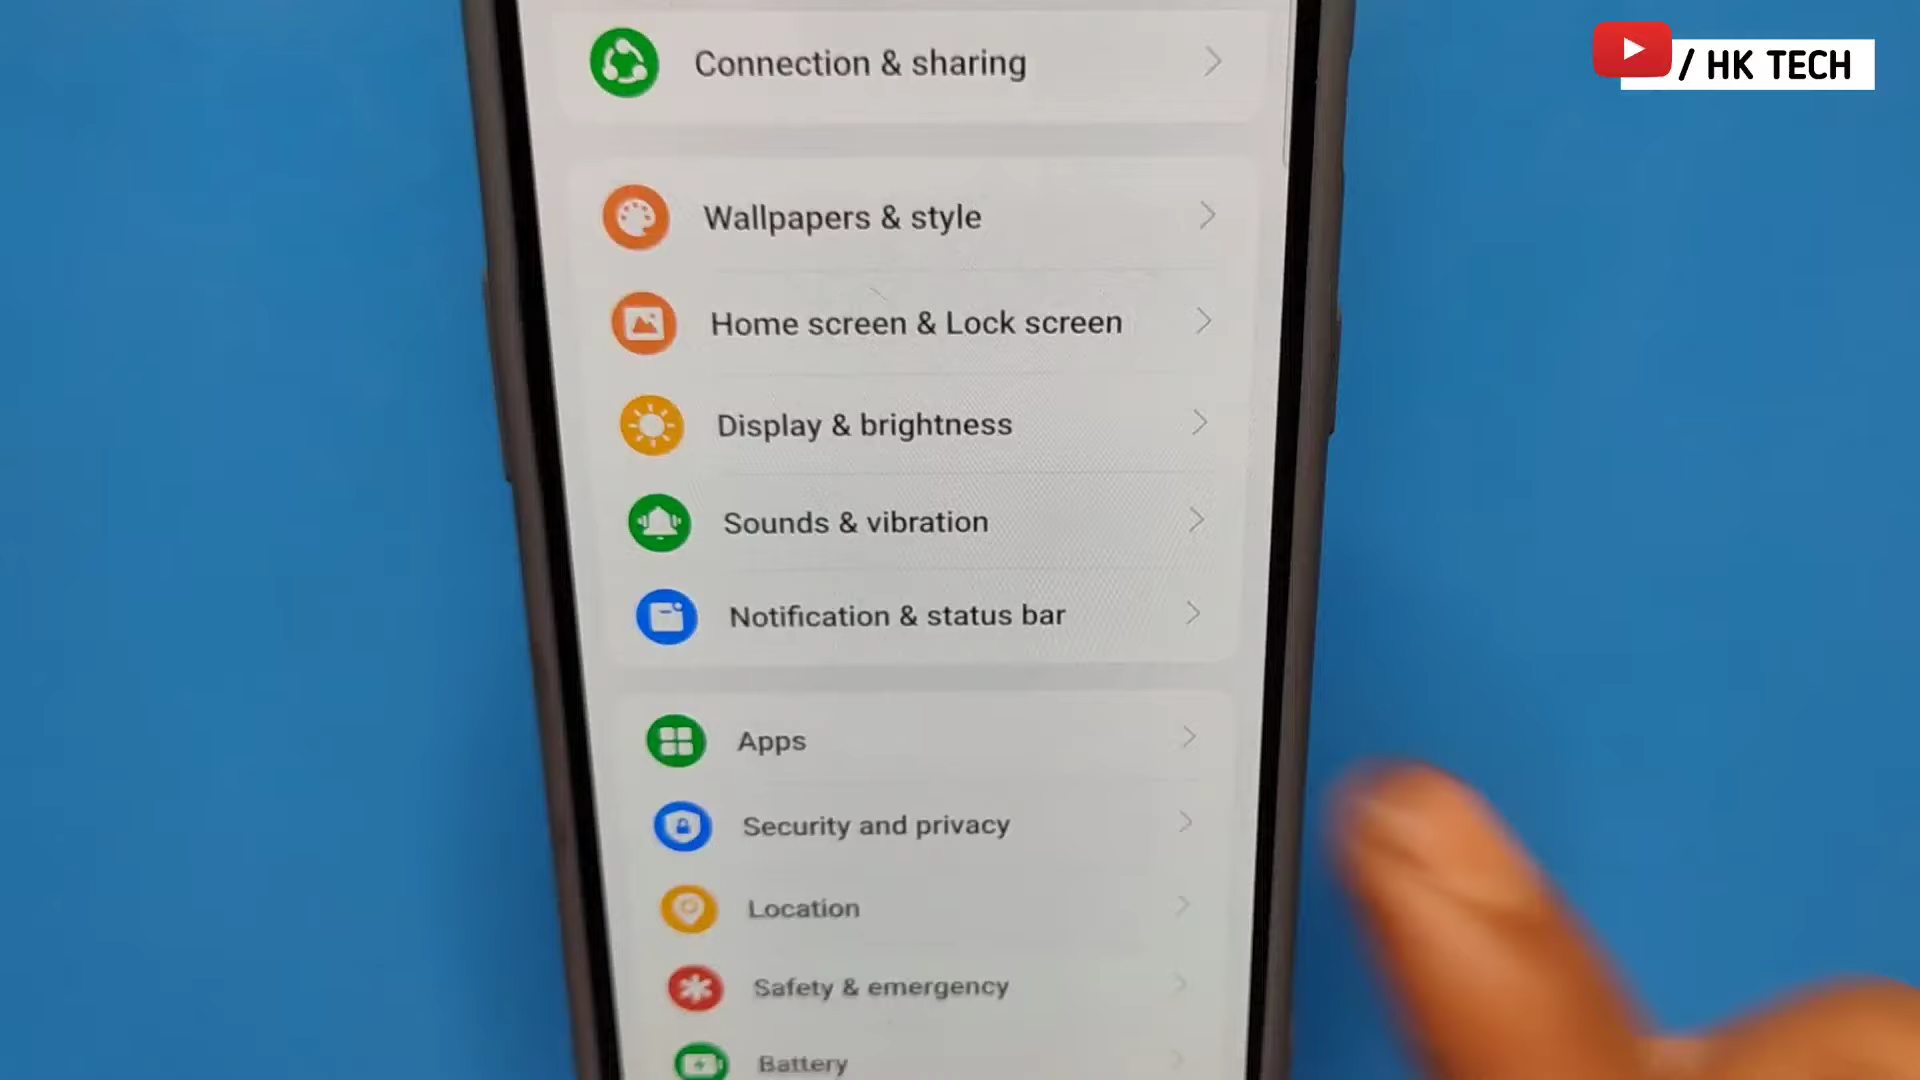 Connection & sharing
/ HK TECH
Wallpapers & style
Home screen & Lock screen
Display & brightness
Sounds & vibration
Notification & status bar
Apps
Security and privacy
Location
Safety & emergency
Battery